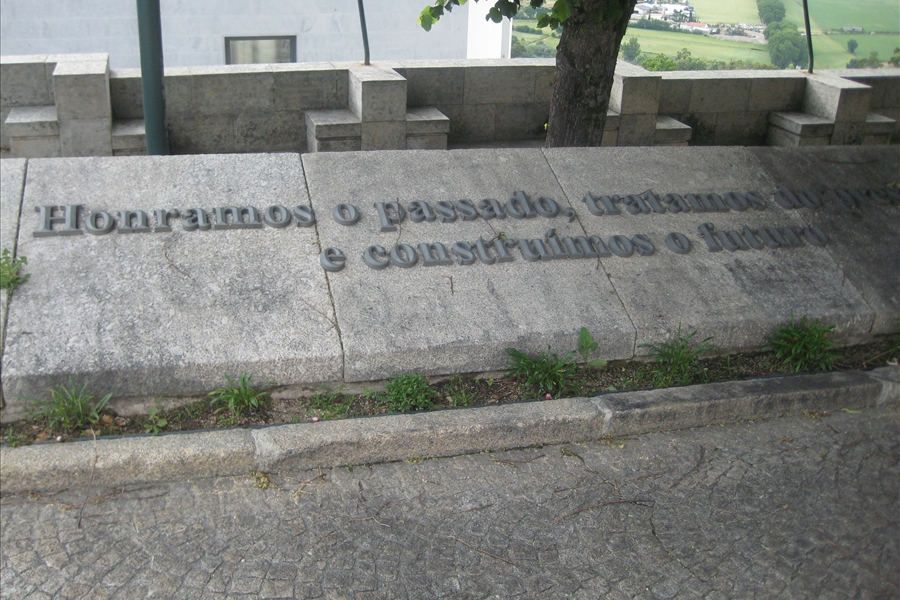 Honramos o passado, tratamos do
e construímos o futuro